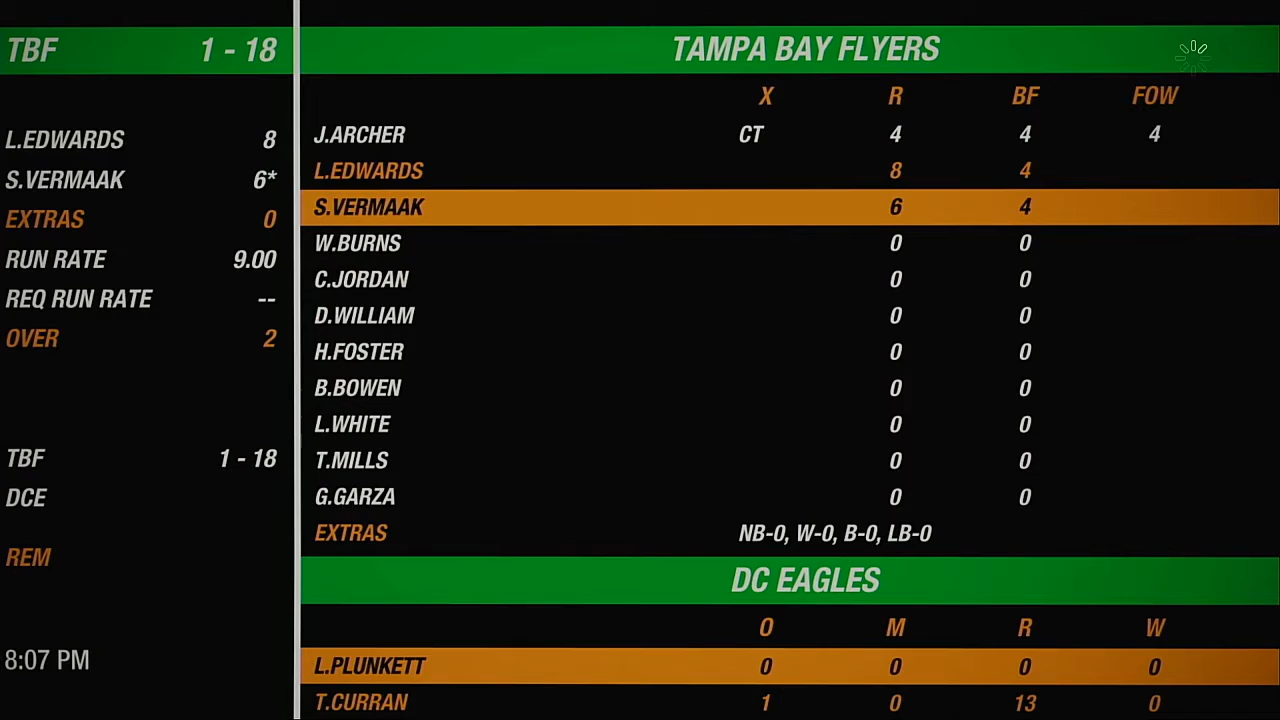 TBF 1 - 18
L.EDWARDS 8
S.VERMAAK 6*
EXTRAS 0
RUN RATE 9.00
REQ RUN RATE --
OVER 2
TBF 1 - 18
DCE
REM
8:07 PM
TAMPA BAY FLYERS
X R BF FOW
J.ARCHER CT 4 4 4
L.EDWARDS 8 4
S.VERMAAK 6 4
W.BURNS 0 0
C.JORDAN 0 0
D.WILLIAM 0 0
H.FOSTER 0 0
B.BOWEN 0 0
L.WHITE 0 0
T.MILLS 0 0
G.GARZA 0 0
EXTRAS NB-0, W-0, B-0, LB-0
DC EAGLES
O M R W
L.PLUNKETT 0 0 0 0
T.CURRAN 1 0 13 0